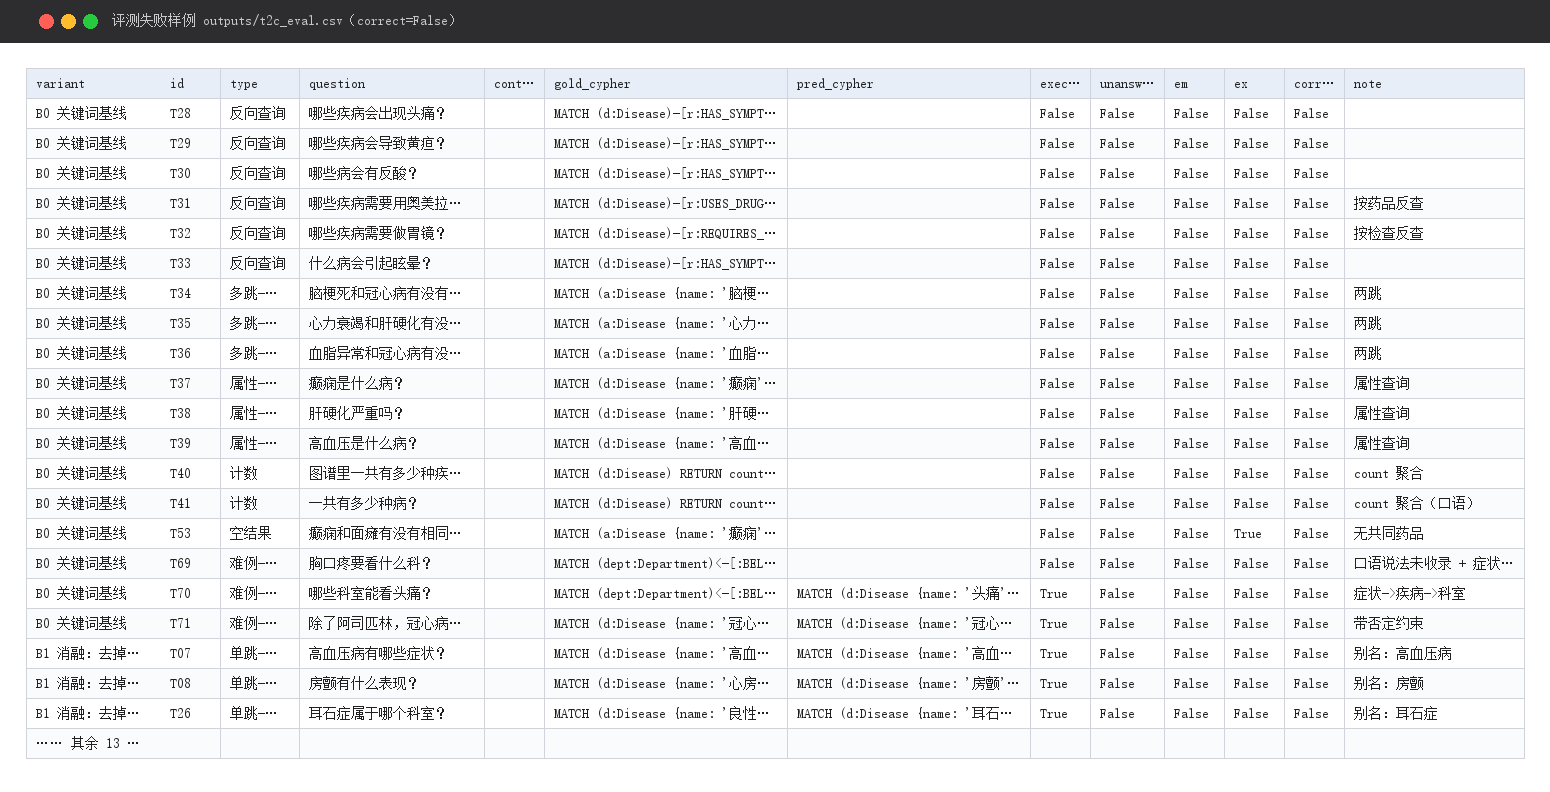 评测失败样例 outputs/t2c_eval.csv（correct=False）
variant id type question cont… gold_cypher pred_cypher exec… unansw… em ex corr… note
B0 关键词基线 T28 反向查询 哪些疾病会出现头痛？ MATCH (d:Disease)-[r:HAS_SYMPT… False False False False False
B0 关键词基线 T29 反向查询 哪些疾病会导致黄疸？ MATCH (d:Disease)-[r:HAS_SYMPT… False False False False False
B0 关键词基线 T30 反向查询 哪些病会有反酸？ MATCH (d:Disease)-[r:HAS_SYMPT… False False False False False
B0 关键词基线 T31 反向查询 哪些疾病需要用奥美拉… MATCH (d:Disease)-[r:USES_DRUG… False False False False False 按药品反查
B0 关键词基线 T32 反向查询 哪些疾病需要做胃镜？ MATCH (d:Disease)-[r:REQUIRES_… False False False False False 按检查反查
B0 关键词基线 T33 反向查询 什么病会引起眩晕？ MATCH (d:Disease)-[r:HAS_SYMPT… False False False False False
B0 关键词基线 T34 多跳-… 脑梗死和冠心病有没有… MATCH (a:Disease {name: '脑梗… False False False False False 两跳
B0 关键词基线 T35 多跳-… 心力衰竭和肝硬化有没… MATCH (a:Disease {name: '心力… False False False False False 两跳
B0 关键词基线 T36 多跳-… 血脂异常和冠心病有没… MATCH (a:Disease {name: '血脂… False False False False False 两跳
B0 关键词基线 T37 属性-… 癫痫是什么病？ MATCH (d:Disease {name: '癫痫'… False False False False False 属性查询
B0 关键词基线 T38 属性-… 肝硬化严重吗？ MATCH (d:Disease {name: '肝硬… False False False False False 属性查询
B0 关键词基线 T39 属性-… 高血压是什么病？ MATCH (d:Disease {name: '高血… False False False False False 属性查询
B0 关键词基线 T40 计数 图谱里一共有多少种疾… MATCH (d:Disease) RETURN count… False False False False False count 聚合
B0 关键词基线 T41 计数 一共有多少种病？ MATCH (d:Disease) RETURN count… False False False False False count 聚合（口语）
B0 关键词基线 T53 空结果 癫痫和面瘫有没有相同… MATCH (a:Disease {name: '癫痫'… False False False True False 无共同药品
B0 关键词基线 T69 难例-… 胸口疼要看什么科？ MATCH (dept:Department)<-[:BEL… False False False False False 口语说法未收录 + 症状…
B0 关键词基线 T70 难例-… 哪些科室能看头痛？ MATCH (dept:Department)<-[:BEL… MATCH (d:Disease {name: '头痛'… True False False False False 症状->疾病->科室
B0 关键词基线 T71 难例-… 除了阿司匹林，冠心病… MATCH (d:Disease {name: '冠心… MATCH (d:Disease {name: '冠心… True False False False False 带否定约束
B1 消融：去掉… T07 单跳-… 高血压病有哪些症状？ MATCH (d:Disease {name: '高血… MATCH (d:Disease {name: '高血… True False False False False 别名：高血压病
B1 消融：去掉… T08 单跳-… 房颤有什么表现？ MATCH (d:Disease {name: '心房… MATCH (d:Disease {name: '房颤'… True False False False False 别名：房颤
B1 消融：去掉… T26 单跳-… 耳石症属于哪个科室？ MATCH (d:Disease {name: '良性… MATCH (d:Disease {name: '耳石… True False False False False 别名：耳石症
…… 其余 13 …